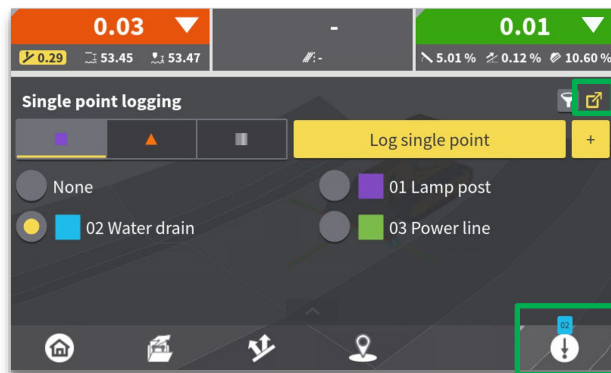 0.03 - 0.01
0.29 53.45 53.47 :- 5.01 % 0.12 % 10.60 %
Single point logging
Log single point +
None 01 Lamp post
02 Water drain 03 Power line
02